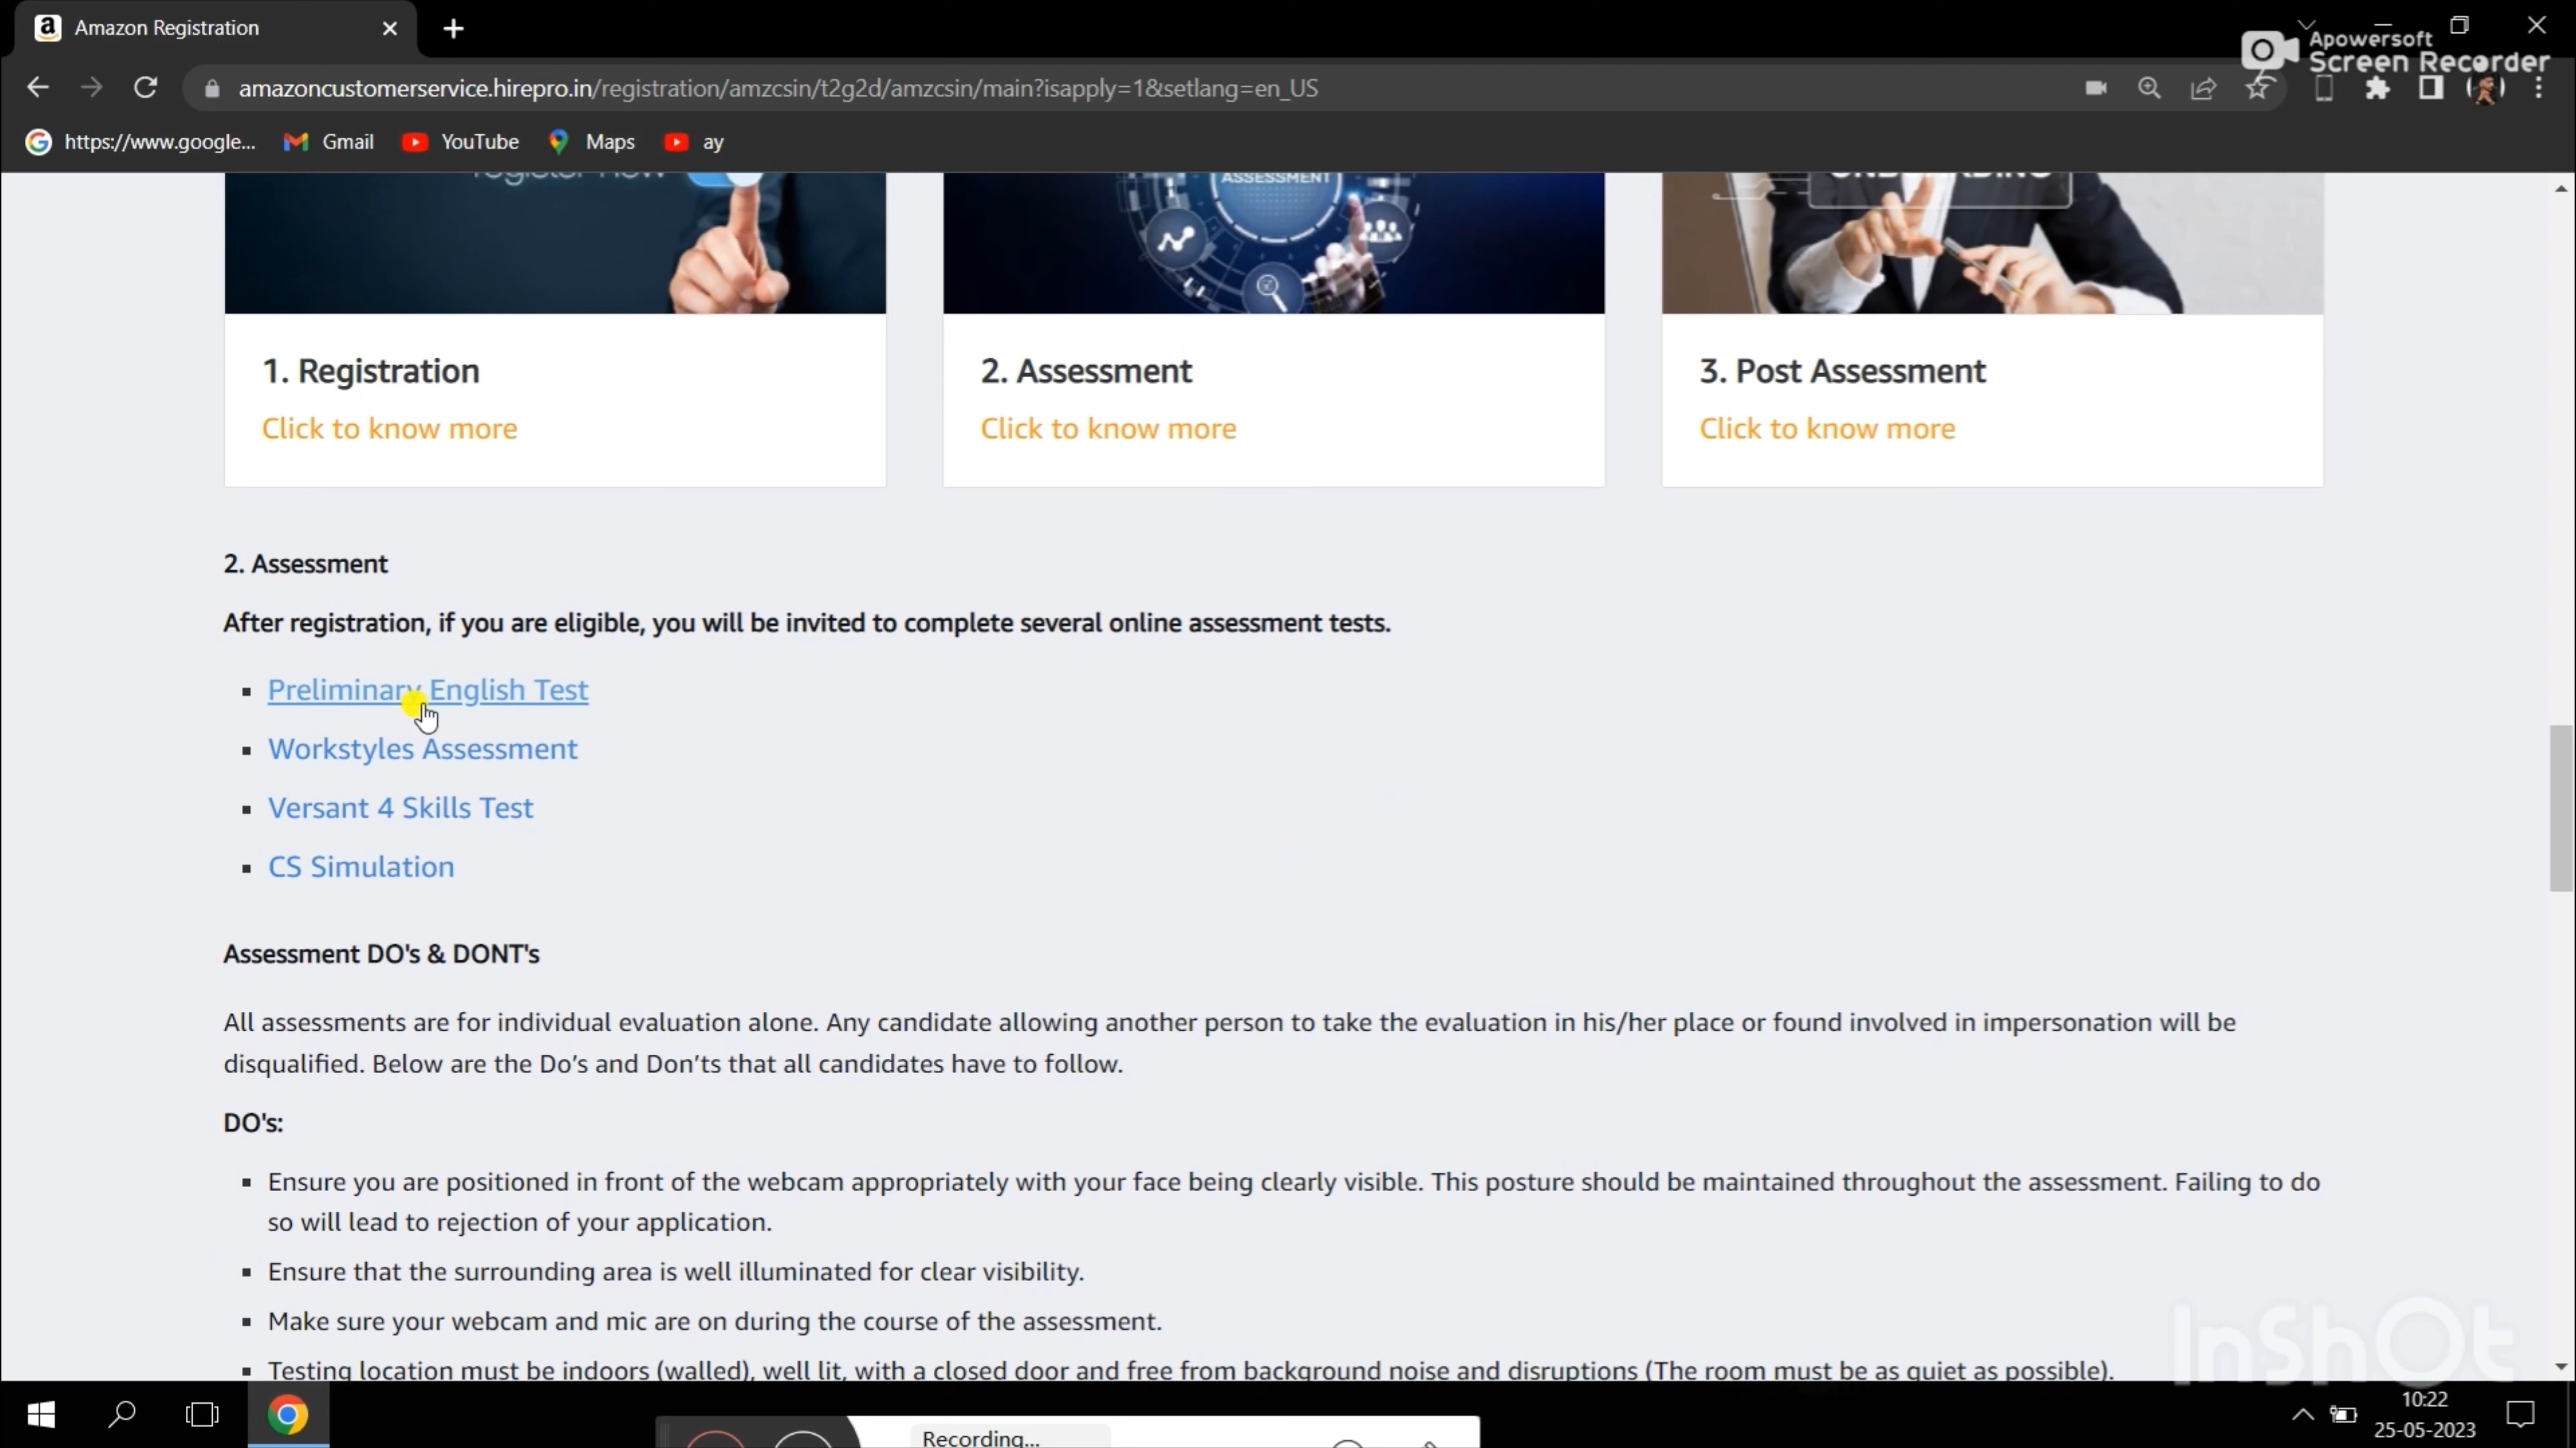 Amazon Registration
Apowersoft
Screen Recorder
amazoncustomerservice.hirepro.in/registration/amzcsin/t2g2d/amzcsin/main?isapply=1&setlang=en_US
https://www.google... Gmail YouTube Maps ay
register now ASSESSMENT
1. Registration 2. Assessment 3. Post Assessment
Click to know more Click to know more Click to know more
2. Assessment
After registration, if you are eligible, you will be invited to complete several online assessment tests.
Preliminary English Test
Workstyles Assessment
Versant 4 Skills Test
CS Simulation
Assessment DO's & DONT's
All assessments are for individual evaluation alone. Any candidate allowing another person to take the evaluation in his/her place or found involved in impersonation will be
disqualified. Below are the Do’s and Don’ts that all candidates have to follow.
DO's:
Ensure you are positioned in front of the webcam appropriately with your face being clearly visible. This posture should be maintained throughout the assessment. Failing to do
so will lead to rejection of your application.
Ensure that the surrounding area is well illuminated for clear visibility.
Make sure your webcam and mic are on during the course of the assessment.
Testing location must be indoors (walled), well lit, with a closed door and free from background noise and disruptions (The room must be as quiet as possible).
InShOt
Recording...
10:22
25-05-2023